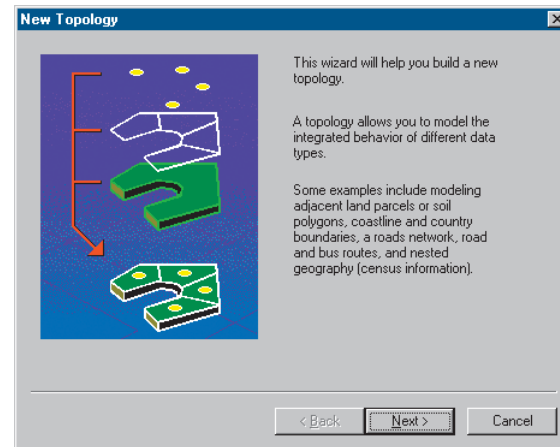 New Topology
This wizard will help you build a new
topology.
A topology allows you to model the
integrated behavior of different data
types.
Some examples include modeling
adjacent land parcels or soil
polygons, coastline and country
boundaries, a roads network, road
and bus routes, and nested
geography (census information).
< Back
Next >
Cancel